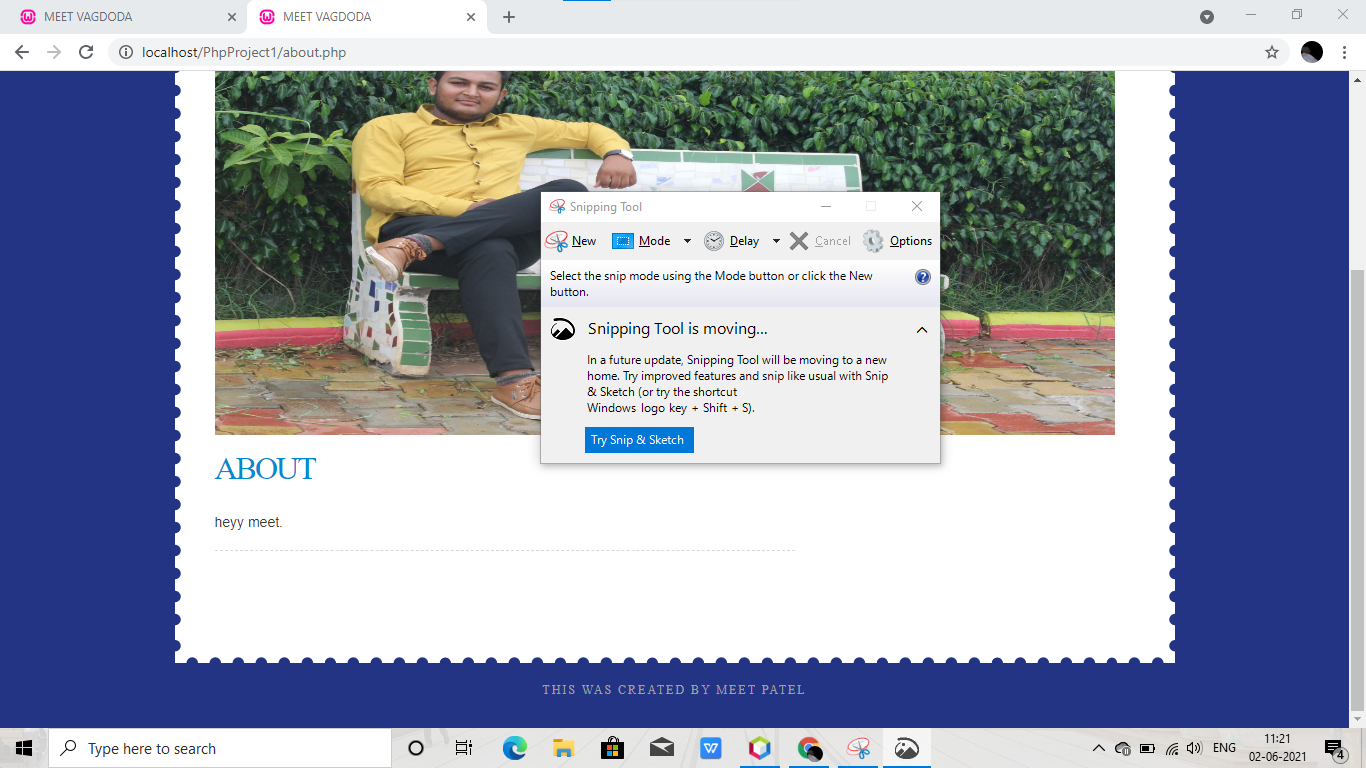 MEET VAGDODA
MEET VAGDODA
localhost/PhpProject1/about.php
Snipping Tool
New Mode Delay Cancel Options
Select the snip mode using the Mode button or click the New
button.
Snipping Tool is moving...
In a future update, Snipping Tool will be moving to a new
home. Try improved features and snip like usual with Snip
& Sketch (or try the shortcut
Windows logo key + Shift + S).
Try Snip & Sketch
ABOUT
heyy meet.
THIS WAS CREATED BY MEET PATEL
Type here to search
ENG
11:21
02-06-2021
4